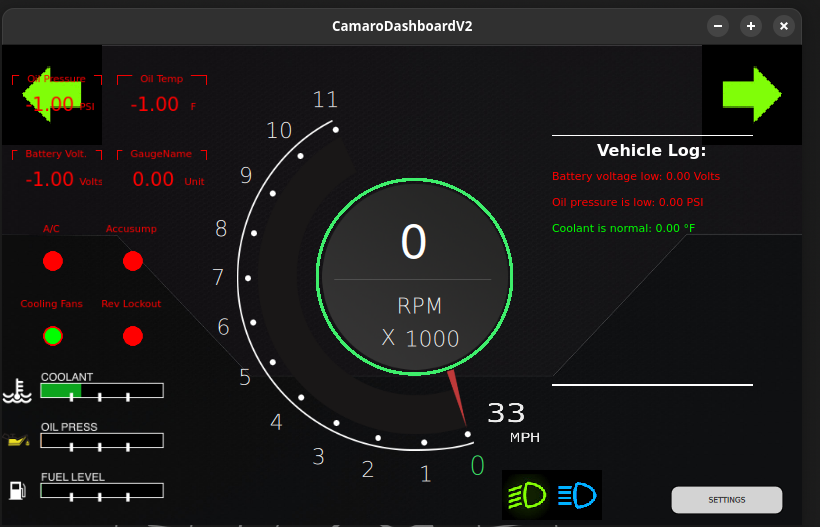 CamaroDashboardV2
Oil Pressure
-1.00 PSI
Oil Temp
-1.00 F
Battery Volt.
-1.00 Volts
GaugeName
0.00 Unit
A/C
Accusump
Cooling Fans
Rev Lockout
COOLANT
OIL PRESS
FUEL LEVEL
11
10
9
8
7
6
5
4
3
2
1
0
0
RPM
X 1000
33
MPH
Vehicle Log:
Battery voltage low: 0.00 Volts
Oil pressure is low: 0.00 PSI
Coolant is normal: 0.00 °F
SETTINGS